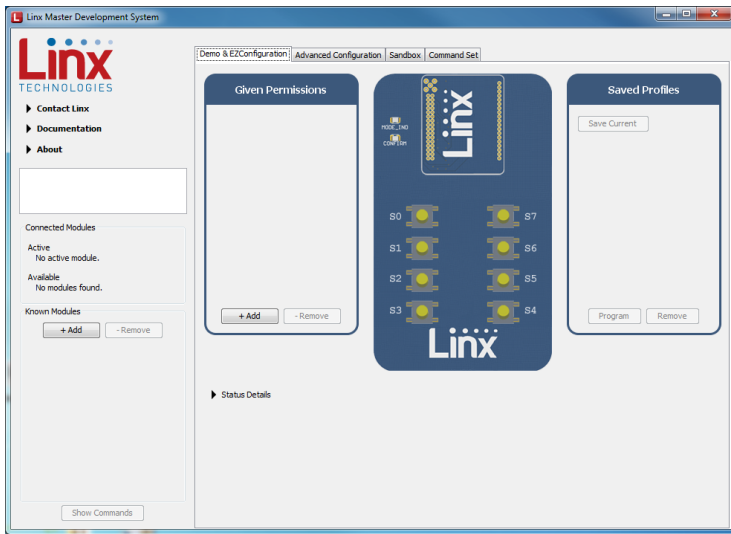 Linx Master Development System
Linx
TECHNOLOGIES
Contact Linx
Documentation
About
Connected Modules
Active
No active module.
Available
No modules found.
Known Modules
+ Add
- Remove
Show Commands
Demo & EZConfiguration
Advanced Configuration
Sandbox
Command Set
Given Permissions
+ Add
- Remove
Linx
MODE_IND
CONFIRM
S0
S7
S1
S6
S2
S5
S3
S4
Linx
Saved Profiles
Save Current
Program
Remove
Status Details